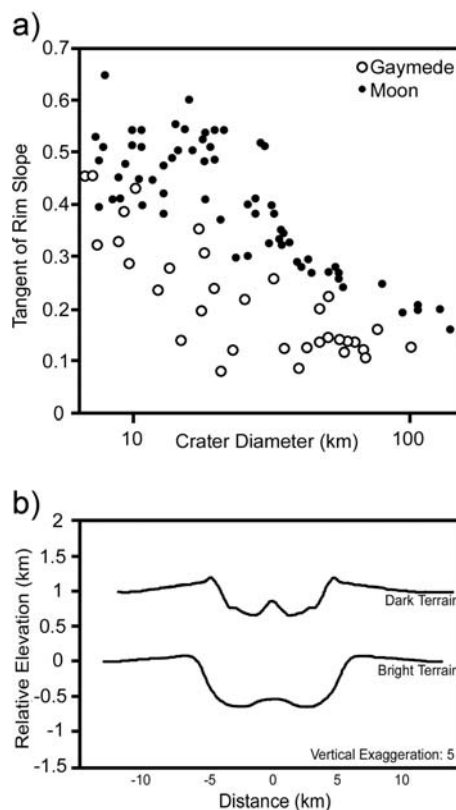 a)
0.7
0.6
0.5
0.4
0.3
0.2
0.1
0
Tangent of Rim Slope
Gaymede
Moon
10
100
Crater Diameter (km)
b)
2
1.5
1
0.5
0
-0.5
-1
-1.5
Relative Elevation (km)
Dark Terrain
Bright Terrain
Vertical Exaggeration: 5
-10
-5
0
5
10
Distance (km)